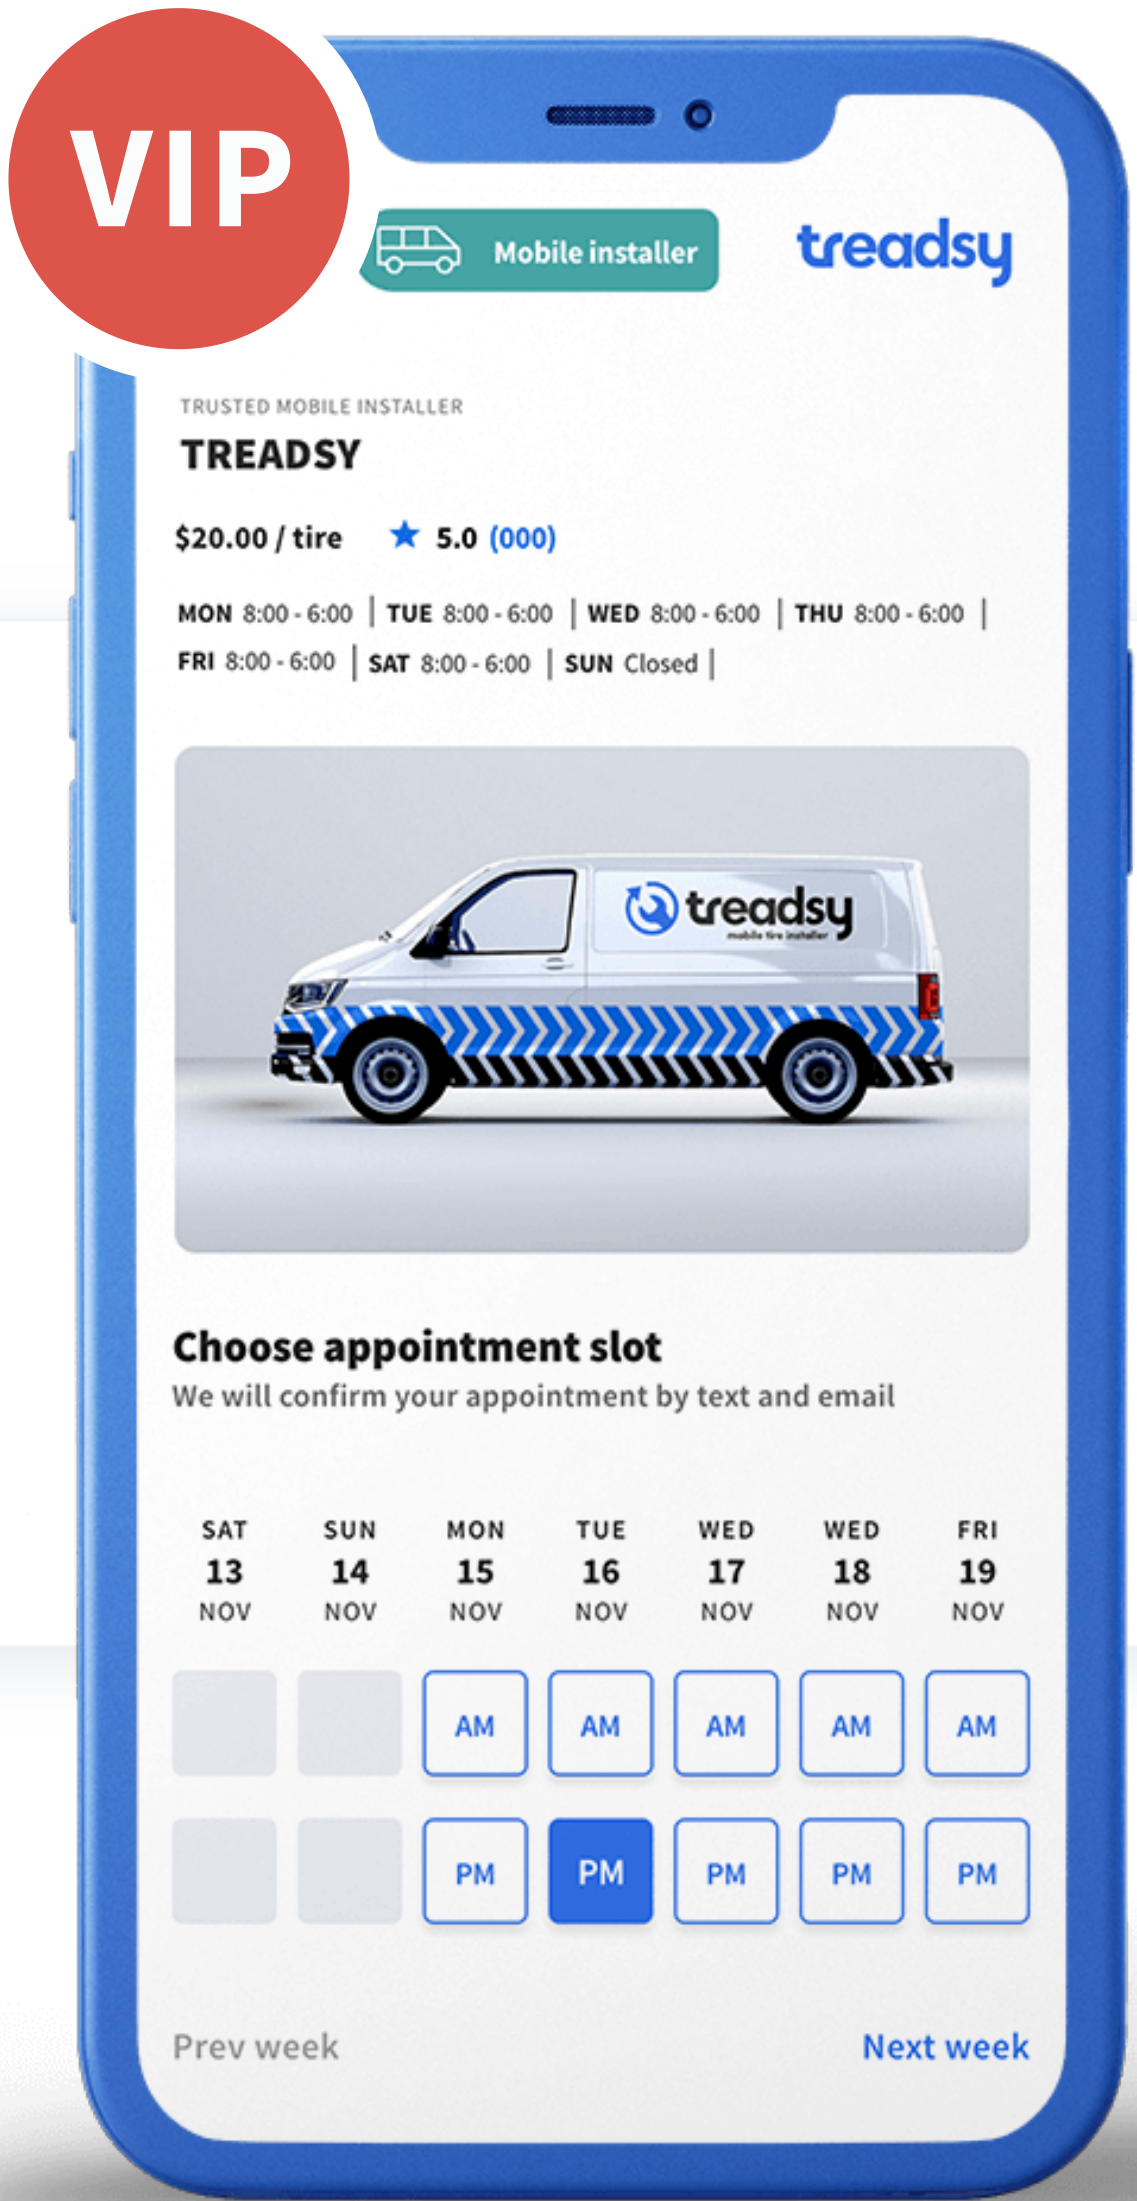 VIP
Mobile installer
treadsy
TRUSTED MOBILE INSTALLER
TREADSY
$20.00 / tire ★ 5.0 (000)
MON 8:00 - 6:00 | TUE 8:00 - 6:00 | WED 8:00 - 6:00 | THU 8:00 - 6:00 |
FRI 8:00 - 6:00 | SAT 8:00 - 6:00 | SUN Closed |
treadsy
mobile tire installer
Choose appointment slot
We will confirm your appointment by text and email
SAT SUN MON TUE WED WED FRI
13 14 15 16 17 18 19
NOV NOV NOV NOV NOV NOV NOV
AM AM AM AM AM
PM PM PM PM PM
Prev week Next week